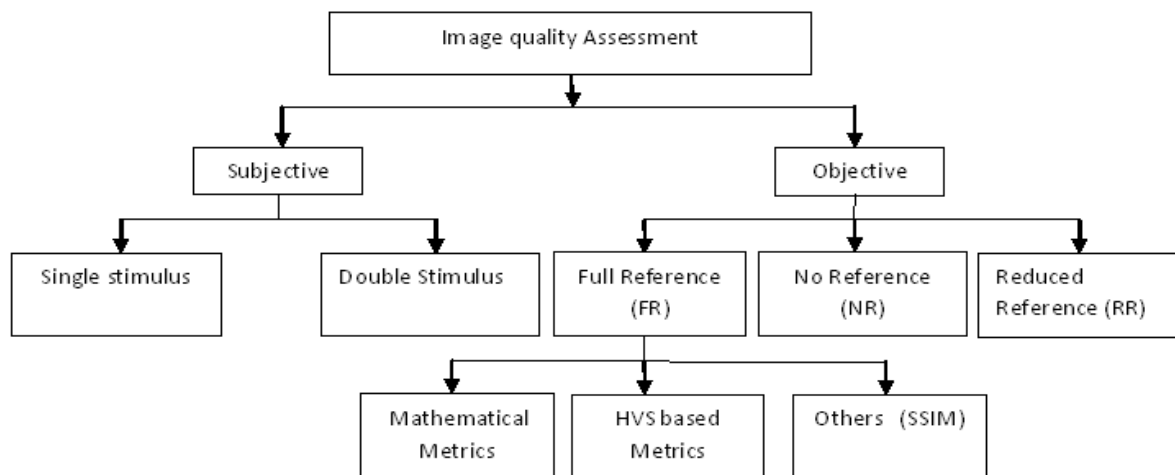 Image quality Assessment
Subjective
Objective
Single stimulus
Double Stimulus
Full Reference
(FR)
No Reference
(NR)
Reduced
Reference (RR)
Mathematical
Metrics
HVS based
Metrics
Others (SSIM)